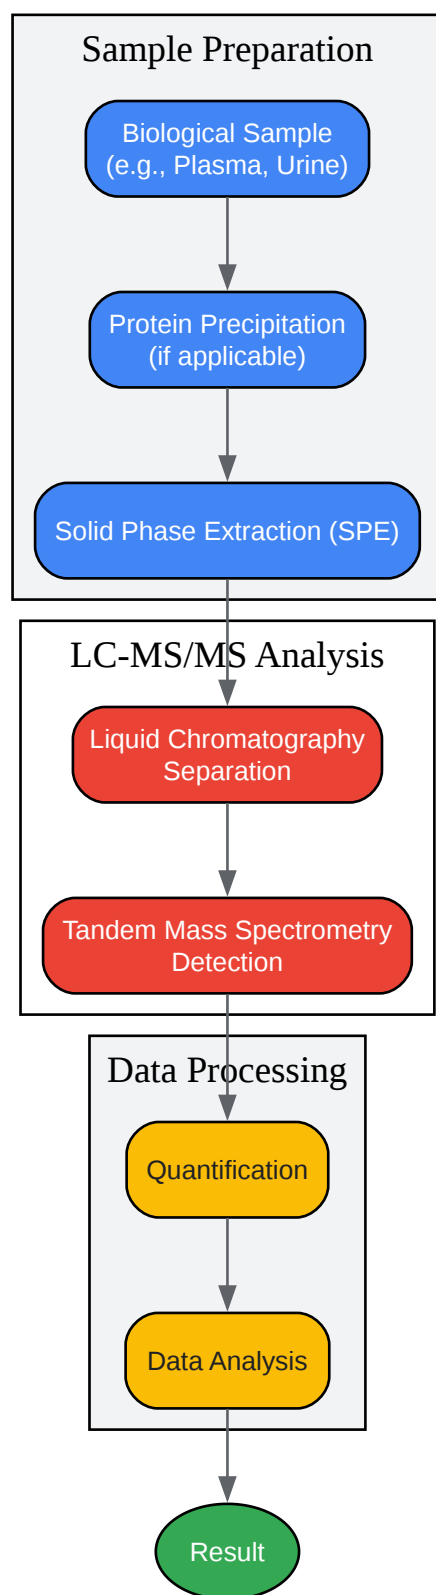 Sample Preparation
Biological Sample
(e.g., Plasma, Urine)
Protein Precipitation
(if applicable)
Solid Phase Extraction (SPE)
LC-MS/MS Analysis
Liquid Chromatography
Separation
Tandem Mass Spectrometry
Detection
Data Processing
Quantification
Data Analysis
Result